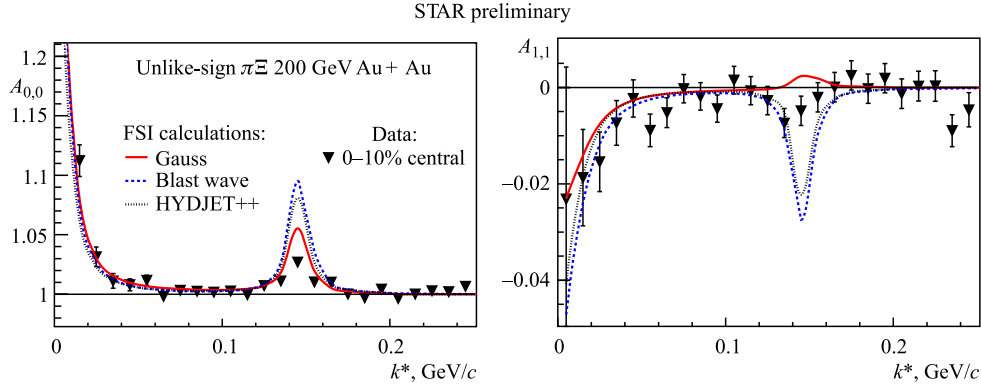 STAR preliminary
1.2
A0,0
1.15
1.1
1.05
1
Unlike-sign πΞ 200 GeV Au + Au
FSI calculations:
Gauss
Blast wave
HYDJET++
Data:
0–10% central
0 0.1 0.2
k*, GeV/c
A1,1
0
–0.02
–0.04
0 0.1 0.2
k*, GeV/c